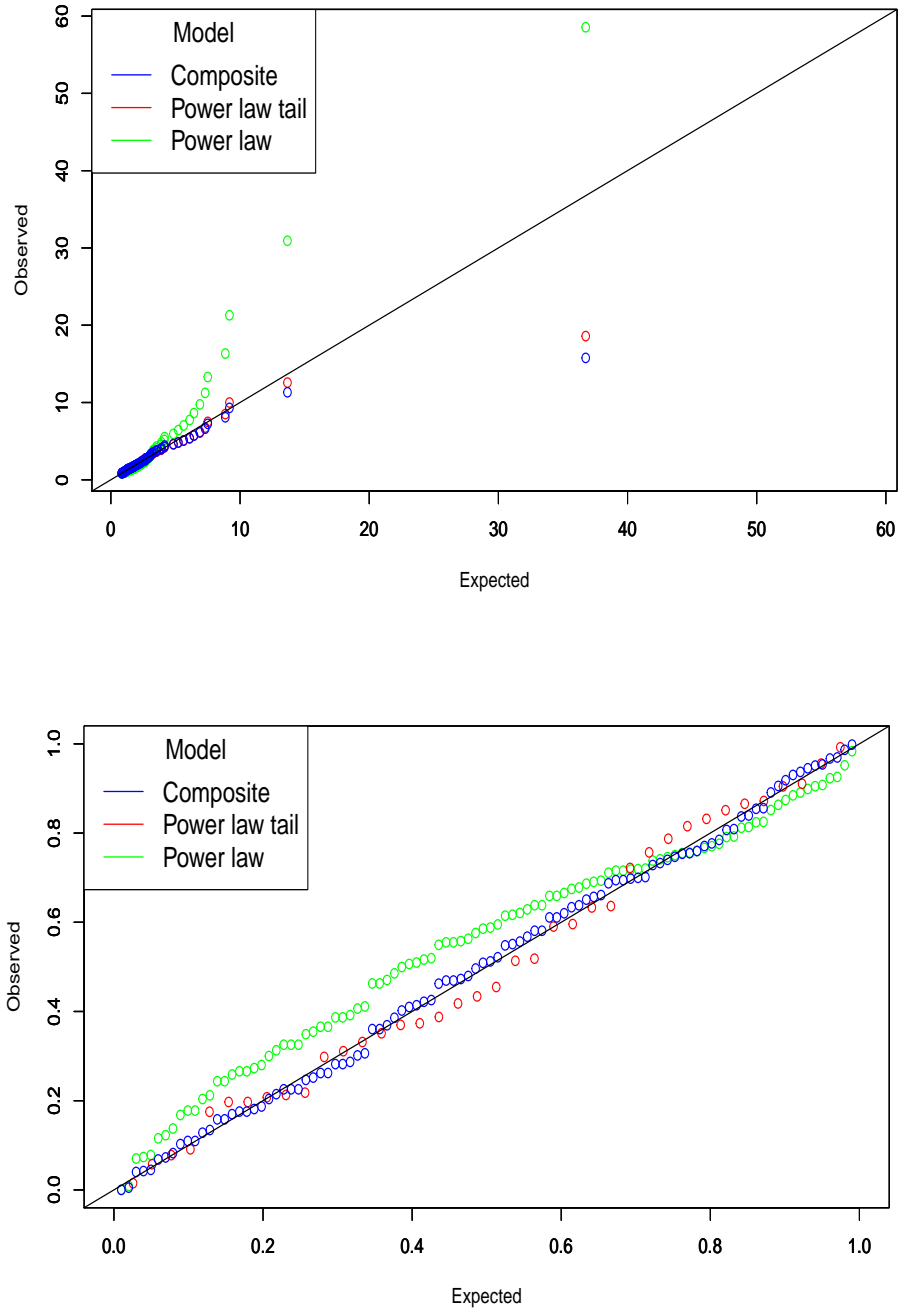 60
50
40
30
20
10
0
Observed
Model
Composite
Power law tail
Power law
0 10 20 30 40 50 60
Expected
1.0
0.8
0.6
0.4
0.2
0.0
Observed
Model
Composite
Power law tail
Power law
0.0 0.2 0.4 0.6 0.8 1.0
Expected